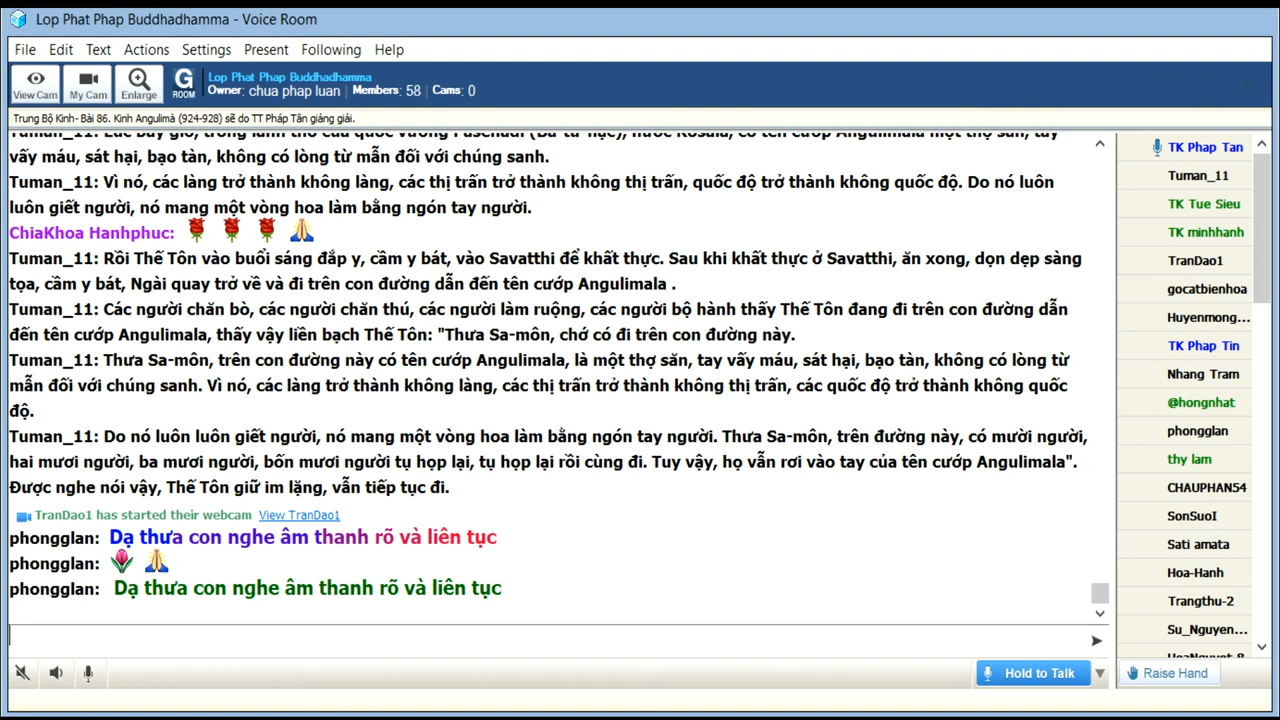 Lop Phat Phap Buddhadhamma - Voice Room
File Edit Text Actions Settings Present Following Help
View Cam My Cam Enlarge G ROOM
Lop Phat Phap Buddhadhamma
Owner: chua phap luan | Members: 58 | Cams: 0
Trung Bộ Kinh- Bài 86. Kinh Angulimà (924-928) sẽ do TT Pháp Tân giảng giải.
vấy máu, sát hại, bạo tàn, không có lòng từ mẫn đối với chúng sanh.
Tuman_11: Vì nó, các làng trở thành không làng, các thị trấn trở thành không thị trấn, quốc độ trở thành không quốc độ. Do nó luôn
luôn giết người, nó mang một vòng hoa làm bằng ngón tay người.
ChiaKhoa Hanhphuc:
Tuman_11: Rồi Thế Tôn vào buổi sáng đắp y, cầm y bát, vào Savatthi để khất thực. Sau khi khất thực ở Savatthi, ăn xong, dọn dẹp sàng
tọa, cầm y bát, Ngài quay trở về và đi trên con đường dẫn đến tên cướp Angulimala .
Tuman_11: Các người chăn bò, các người chăn thú, các người làm ruộng, các người bộ hành thấy Thế Tôn đang đi trên con đường dẫn
đến tên cướp Angulimala, thấy vậy liền bạch Thế Tôn: "Thưa Sa-môn, chớ có đi trên con đường này.
Tuman_11: Thưa Sa-môn, trên con đường này có tên cướp Angulimala, là một thợ săn, tay vấy máu, sát hại, bạo tàn, không có lòng từ
mẫn đối với chúng sanh. Vì nó, các làng trở thành không làng, các thị trấn trở thành không thị trấn, các quốc độ trở thành không quốc
độ.
Tuman_11: Do nó luôn luôn giết người, nó mang một vòng hoa làm bằng ngón tay người. Thưa Sa-môn, trên đường này, có mười người,
hai mươi người, ba mươi người, bốn mươi người tụ họp lại, tụ họp lại rồi cùng đi. Tuy vậy, họ vẫn rơi vào tay của tên cướp Angulimala".
Được nghe nói vậy, Thế Tôn giữ im lặng, vẫn tiếp tục đi.
TranDao1 has started their webcam View TranDao1
phongglan: Dạ thưa con nghe âm thanh rõ và liên tục
phongglan:
phongglan: Dạ thưa con nghe âm thanh rõ và liên tục
TK Phap Tan
Tuman_11
TK Tue Sieu
TK minhhanh
TranDao1
gocatbienhoa
Huyenmong...
TK Phap Tin
Nhang Tram
@hongnhat
phongglan
thy lam
CHAUPHAN54
SonSuoI
Sati amata
Hoa-Hanh
Trangthu-2
Su_Nguyen...
Hold to Talk
Raise Hand